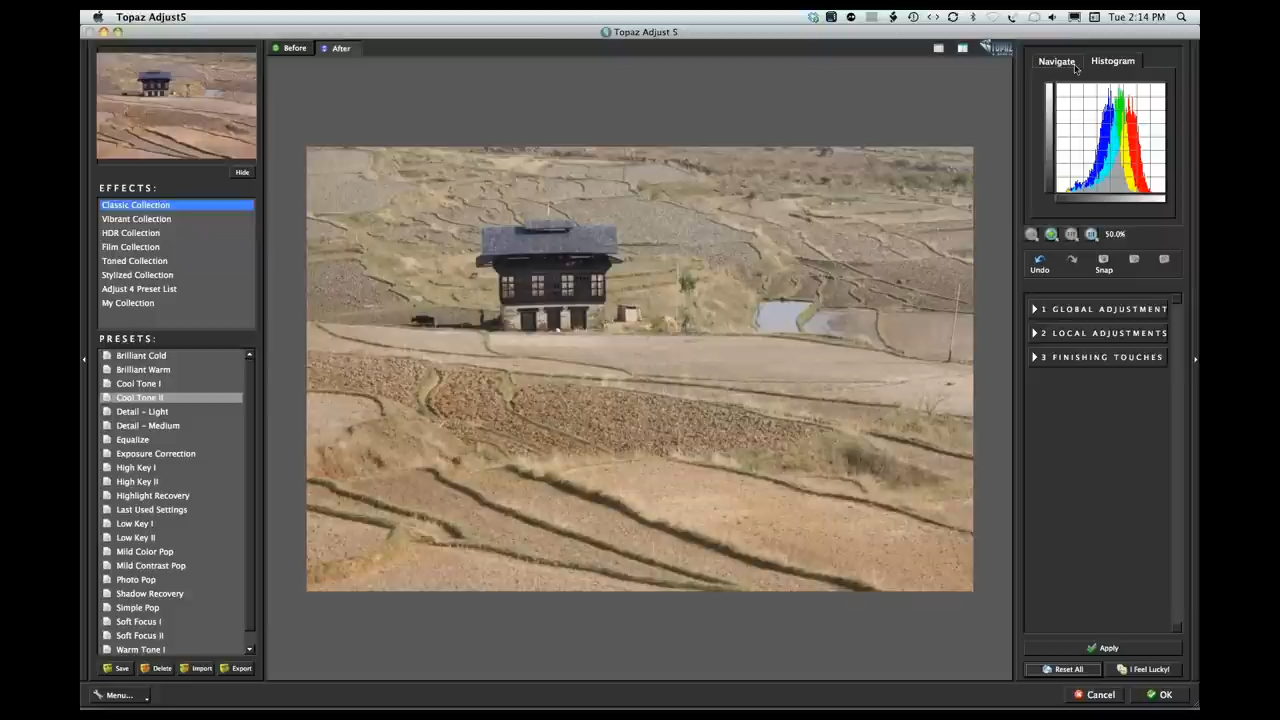 Topaz Adjust5
Tue 2:14 PM
Topaz Adjust 5
Before
After
TOPAZ
Navigate
Histogram
Hide
EFFECTS:
Classic Collection
Vibrant Collection
HDR Collection
Film Collection
Toned Collection
Stylized Collection
Adjust 4 Preset List
My Collection
50.0%
Undo
Snap
1 GLOBAL ADJUSTMENT
2 LOCAL ADJUSTMENTS
3 FINISHING TOUCHES
PRESETS:
Brilliant Cold
Brilliant Warm
Cool Tone I
Cool Tone II
Detail - Light
Detail - Medium
Equalize
Exposure Correction
High Key I
High Key II
Highlight Recovery
Last Used Settings
Low Key I
Low Key II
Mild Color Pop
Mild Contrast Pop
Photo Pop
Shadow Recovery
Simple Pop
Soft Focus I
Soft Focus II
Warm Tone I
Save
Delete
Import
Export
Apply
Reset All
I Feel Lucky!
Menu...
Cancel
OK